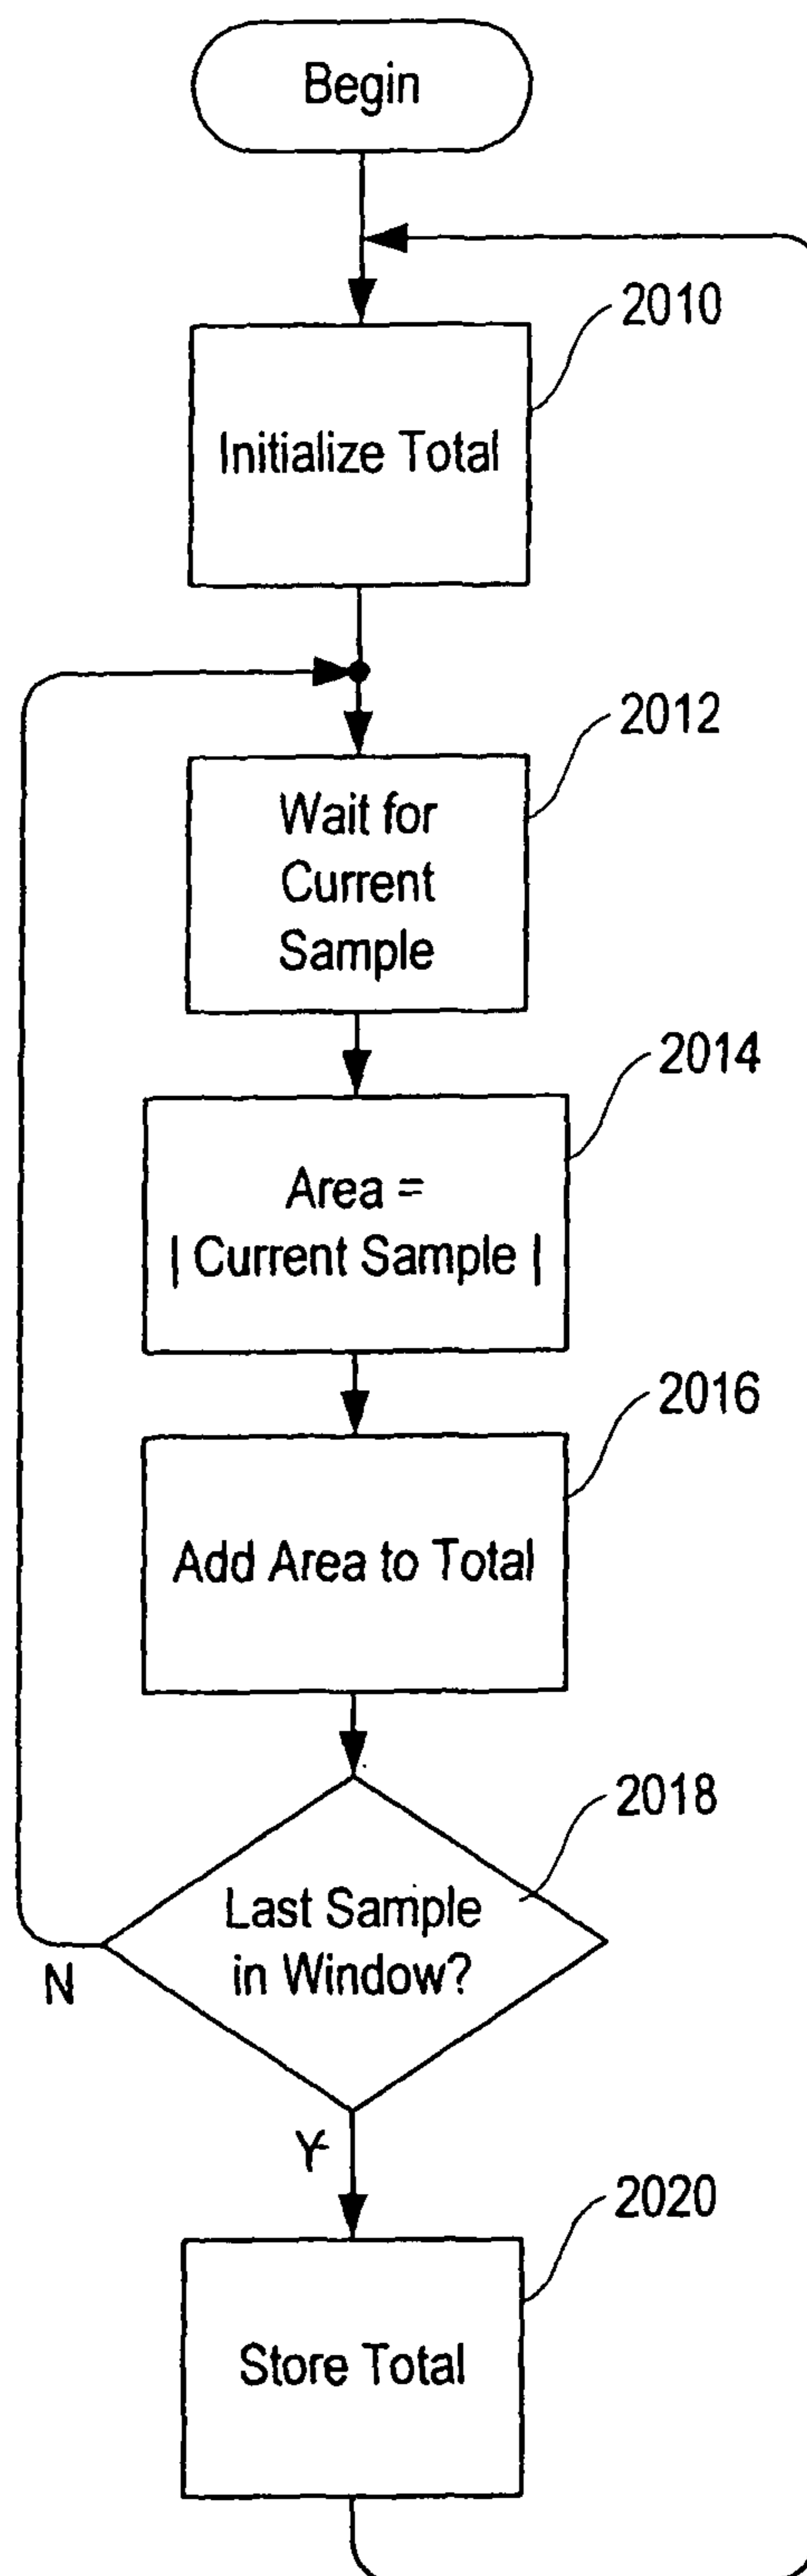 Begin
2010
Initialize Total
2012
Wait for
Current
Sample
2014
Area =
| Current Sample |
2016
Add Area to Total
2018
Last Sample
in Window?
N
Y
2020
Store Total